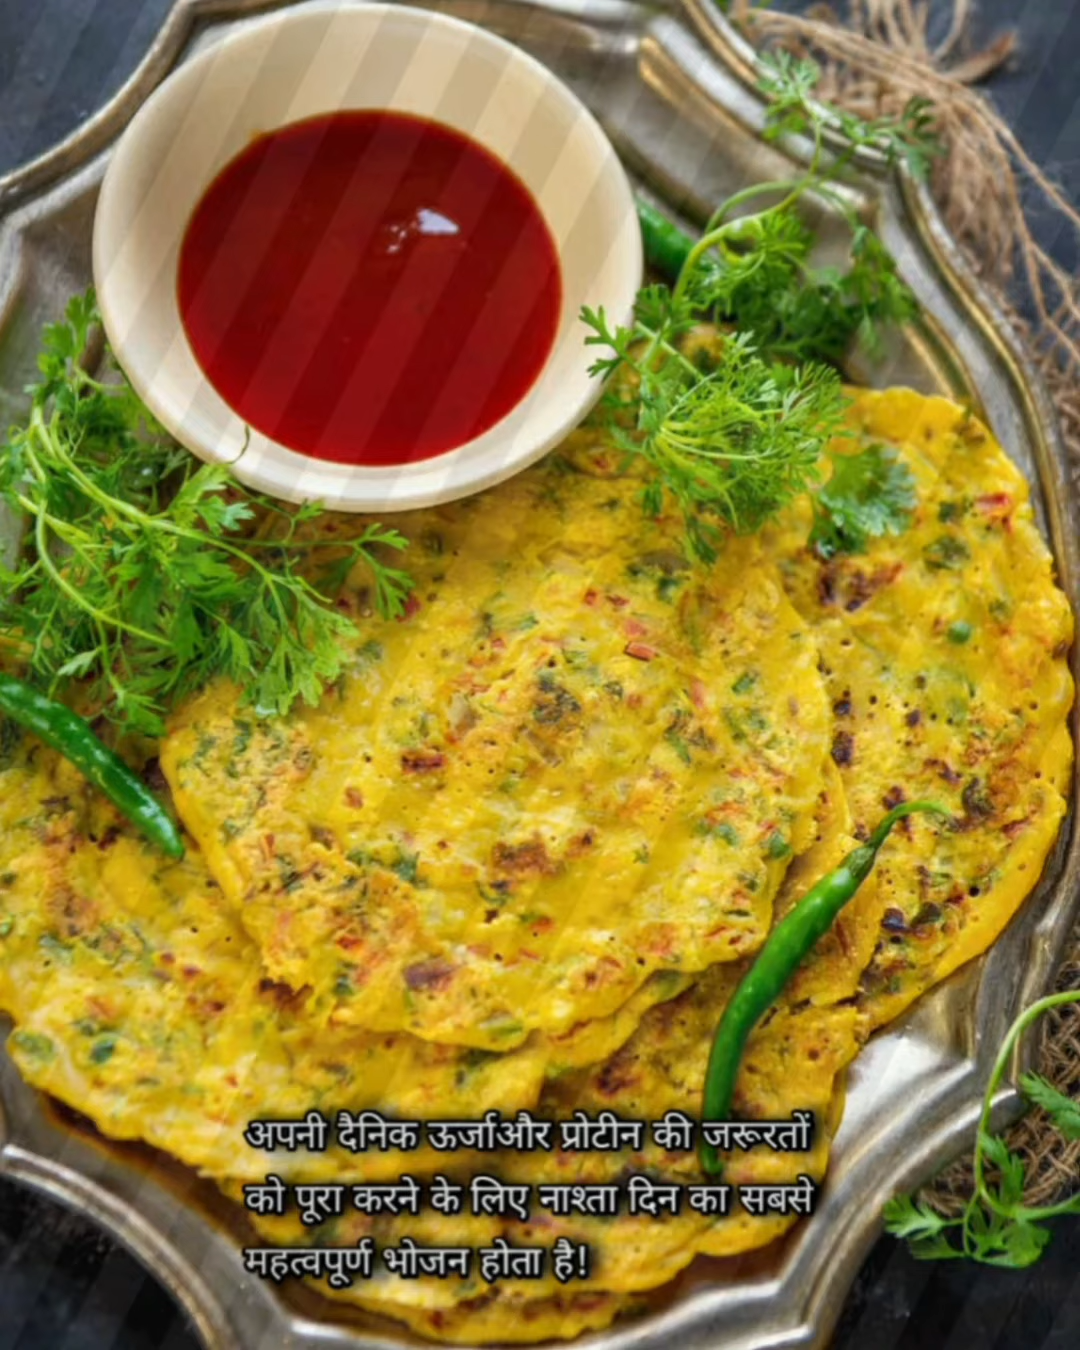 अपनी दैनिक ऊर्जाऔर प्रोटीन की जरूरतों
को पूरा करने के लिए नाश्ता दिन का सबसे
महत्वपूर्ण भोजन होता है!